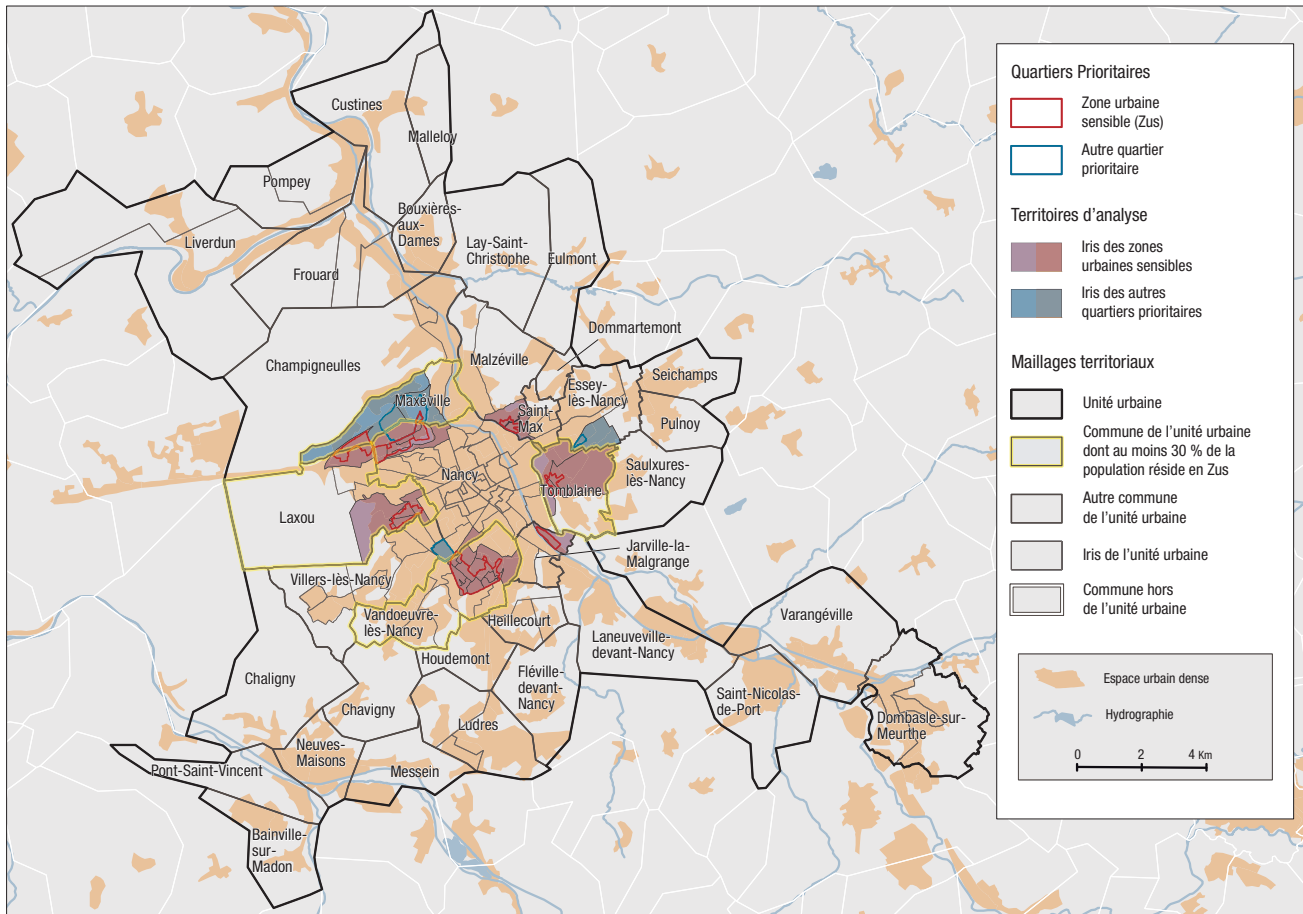 Custines
Malleloy
Pompey
Bouxières-
aux-
Dames
Liverdun
Lay-Saint-
Christophe
Eulmont
Frouard
Dommartemont
Champigneulles
Malzéville
Essey-
lès-Nancy
Seichamps
Maxéville
Saint-
Max
Pulnoy
Nancy
Saulxures-
lès-Nancy
Tomblaine
Laxou
Jarville-la-
Malgrange
Villers-lès-Nancy
Vandoeuvre-
lès-Nancy
Heillecourt
Varangéville
Laneuveville-
devant-Nancy
Houdemont
Fléville-
devant-
Nancy
Chaligny
Saint-Nicolas-
de-Port
Chavigny
Ludres
Dombasle-sur-
Meurthe
Neuves-
Maisons
Messein
Pont-Saint-Vincent
Bainville-
sur-
Madon
Quartiers Prioritaires
Zone urbaine
sensible (Zus)
Autre quartier
prioritaire
Territoires d'analyse
Iris des zones
urbaines sensibles
Iris des autres
quartiers prioritaires
Maillages territoriaux
Unité urbaine
Commune de l'unité urbaine
dont au moins 30 % de la
population réside en Zus
Autre commune
de l'unité urbaine
Iris de l'unité urbaine
Commune hors
de l'unité urbaine
Espace urbain dense
Hydrographie
0 2 4 Km